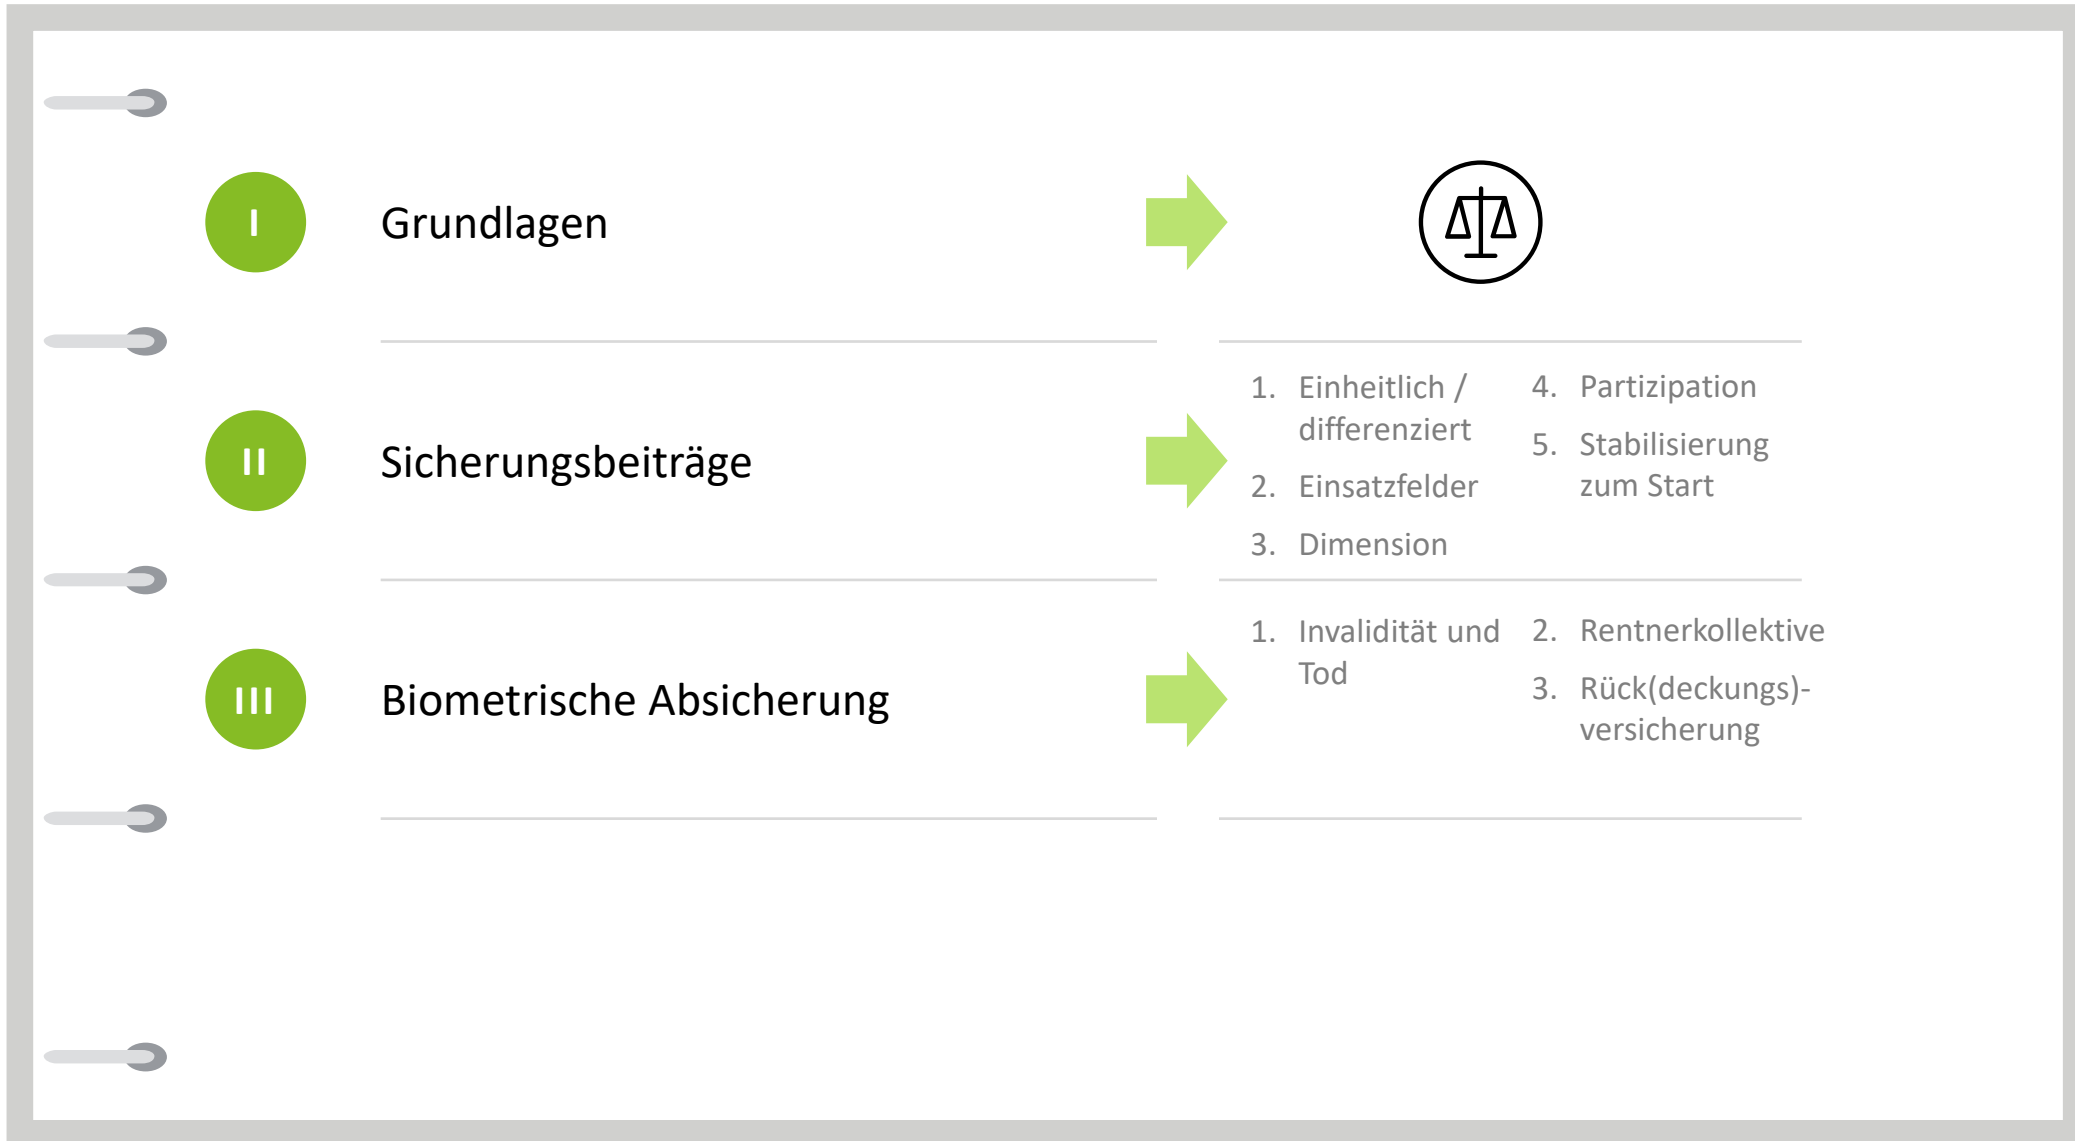 I
Grundlagen
II
Sicherungsbeiträge
1. Einheitlich /
differenziert
2. Einsatzfelder
3. Dimension
4. Partizipation
5. Stabilisierung
zum Start
III
Biometrische Absicherung
1. Invalidität und
Tod
2. Rentnerkollektive
3. Rück(deckungs)-
versicherung